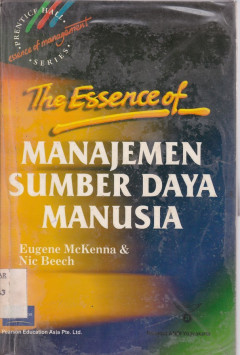 PRENTICE HALL
essence of management
SERIES
The Essence of
MANAJEMEN
SUMBER DAYA
MANUSIA
Eugene McKenna &
Nic Beech
Pearson Education Asia Pte. Ltd.